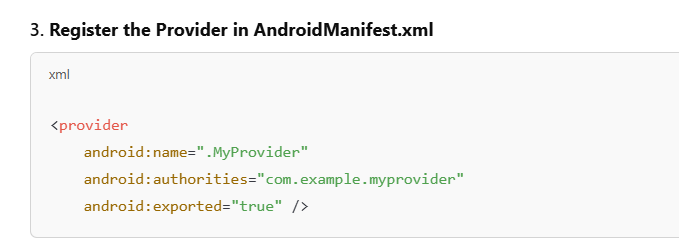 3. Register the Provider in AndroidManifest.xml
xml
<provider
    android:name=".MyProvider"
    android:authorities="com.example.myprovider"
    android:exported="true" />